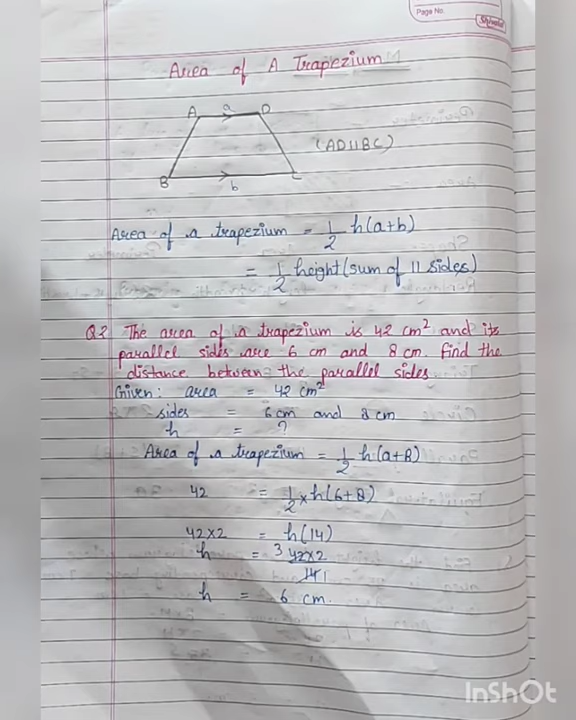 Page No.
Shivalal
Area of A Trapezium
A a D
(AD||BC)
B b C
Area of a trapezium = 1/2 h(a+b)
= 1/2 height (sum of || sides)
Q2 The area of a trapezium is 42 cm² and its
parallel sides are 6 cm and 8 cm. Find the
distance between the parallel sides
Given: area = 42 cm²
sides = 6cm and 8 cm
h = ?
Area of a trapezium = 1/2 h(a+B)
42 = 1/2 × h(6+8)
42×2 = h(14)
h = 3 42×2
14 1
h = 6 cm.
InShOt